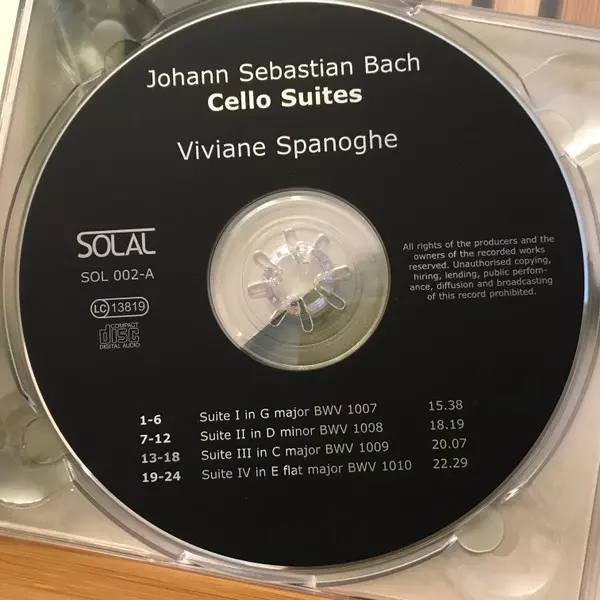 Johann Sebastian Bach
Cello Suites
Viviane Spanoghe
SOLAL
SOL 002-A
LC 13819
COMPACT
disc
DIGITAL AUDIO
All rights of the producers and the
owners of the recorded works
reserved. Unauthorised copying,
hiring, lending, public perfom-
ance, diffusion and broadcasting
of this record prohibited.
1-6 Suite I in G major BWV 1007 15.38
7-12 Suite II in D minor BWV 1008 18.19
13-18 Suite III in C major BWV 1009 20.07
19-24 Suite IV in E flat major BWV 1010 22.29